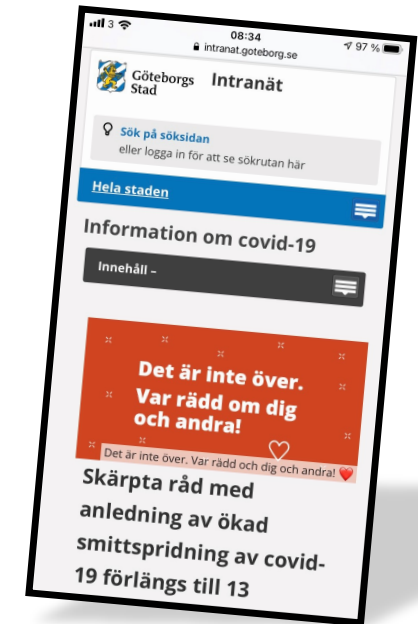 3
08:34
97 %
intranat.goteborg.se
Göteborgs
Stad
Intranät
Sök på söksidan
eller logga in för att se sökrutan här
Hela staden
Information om covid-19
Innehåll –
Det är inte över.
Var rädd om dig
och andra!
Det är inte över. Var rädd och dig och andra! ❤️
Skärpta råd med
anledning av ökad
smittspridning av covid-
19 förlängs till 13